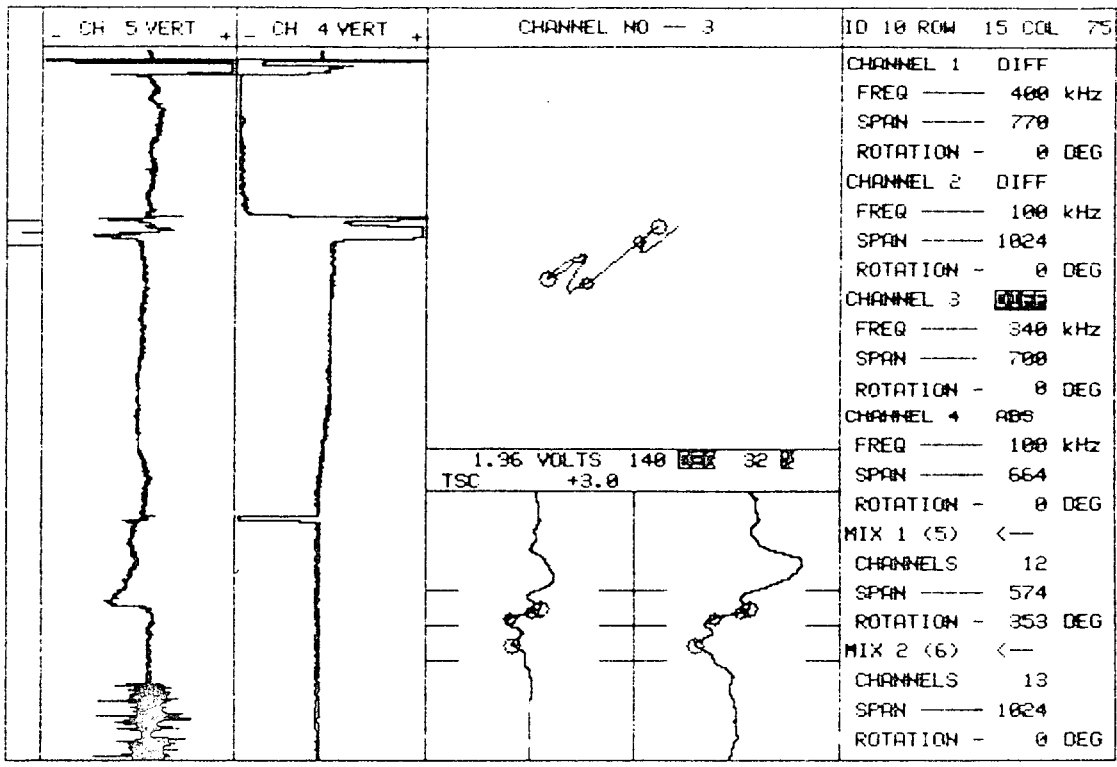 - CH 5 VERT +
- CH 4 VERT +
CHANNEL NO -- 3
1.96 VOLTS 140 DEG 32 %
TSC +3.0
ID 10 ROW 15 COL 75
CHANNEL 1 DIFF
FREQ ----- 400 kHz
SPAN ----- 770
ROTATION - 0 DEG
CHANNEL 2 DIFF
FREQ ----- 100 kHz
SPAN ----- 1024
ROTATION - 0 DEG
CHANNEL 3 DIFF
FREQ ----- 340 kHz
SPAN ----- 700
ROTATION - 0 DEG
CHANNEL 4 ABS
FREQ ----- 100 kHz
SPAN ----- 664
ROTATION - 0 DEG
MIX 1 (5) <--
CHANNELS 12
SPAN ----- 574
ROTATION - 353 DEG
MIX 2 (6) <--
CHANNELS 13
SPAN ----- 1024
ROTATION - 0 DEG